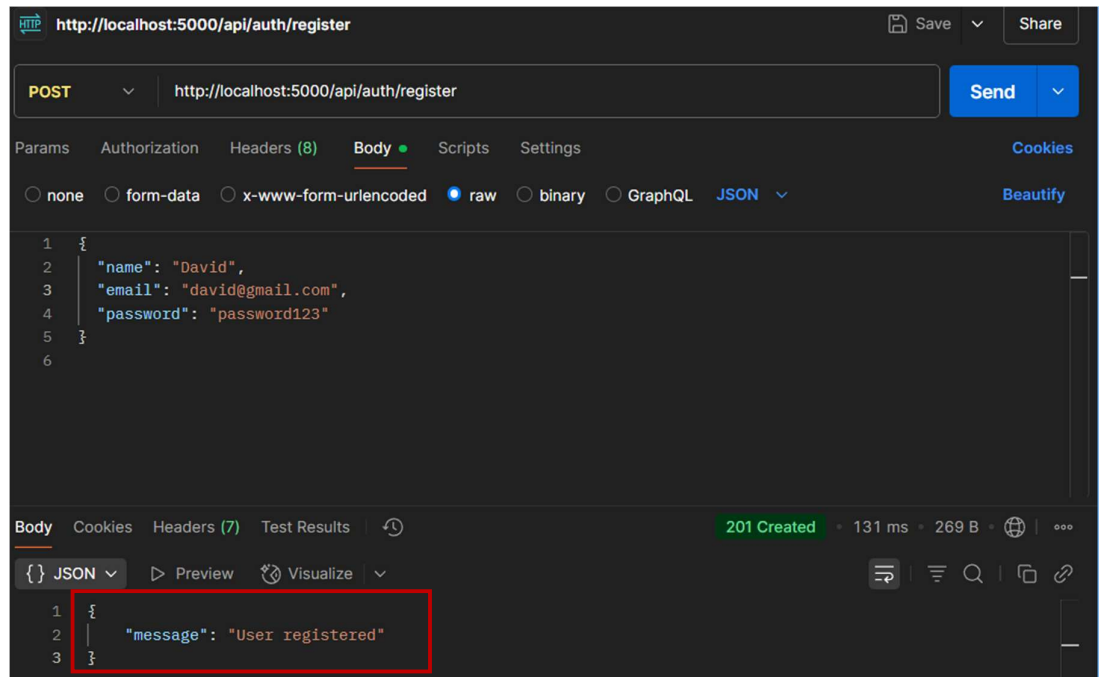 HTTP http://localhost:5000/api/auth/register Save Share
POST http://localhost:5000/api/auth/register Send
Params Authorization Headers (8) Body Scripts Settings Cookies
none form-data x-www-form-urlencoded raw binary GraphQL JSON Beautify
1 {
2 "name": "David",
3 "email": "david@gmail.com",
4 "password": "password123"
5 }
6
Body Cookies Headers (7) Test Results 201 Created 131 ms 269 B
{} JSON Preview Visualize
1 {
2 "message": "User registered"
3 }